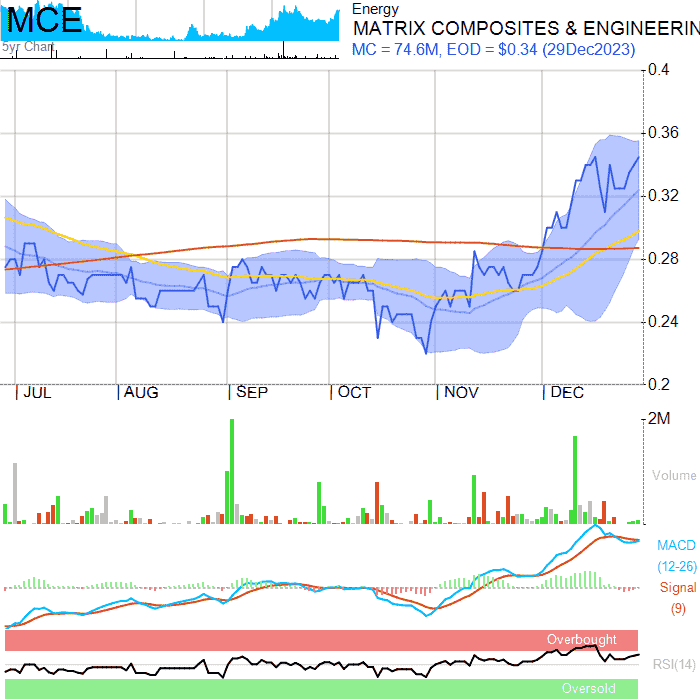 MCE
5yr Chart
Energy
MATRIX COMPOSITES & ENGINEERIN
MC = 74.6M, EOD = $0.34 (29Dec2023)
0.4
0.36
0.32
0.28
0.24
0.2
JUL AUG SEP OCT NOV DEC
2M
Volume
MACD
(12-26)
Signal
(9)
Overbought
RSI(14)
Oversold